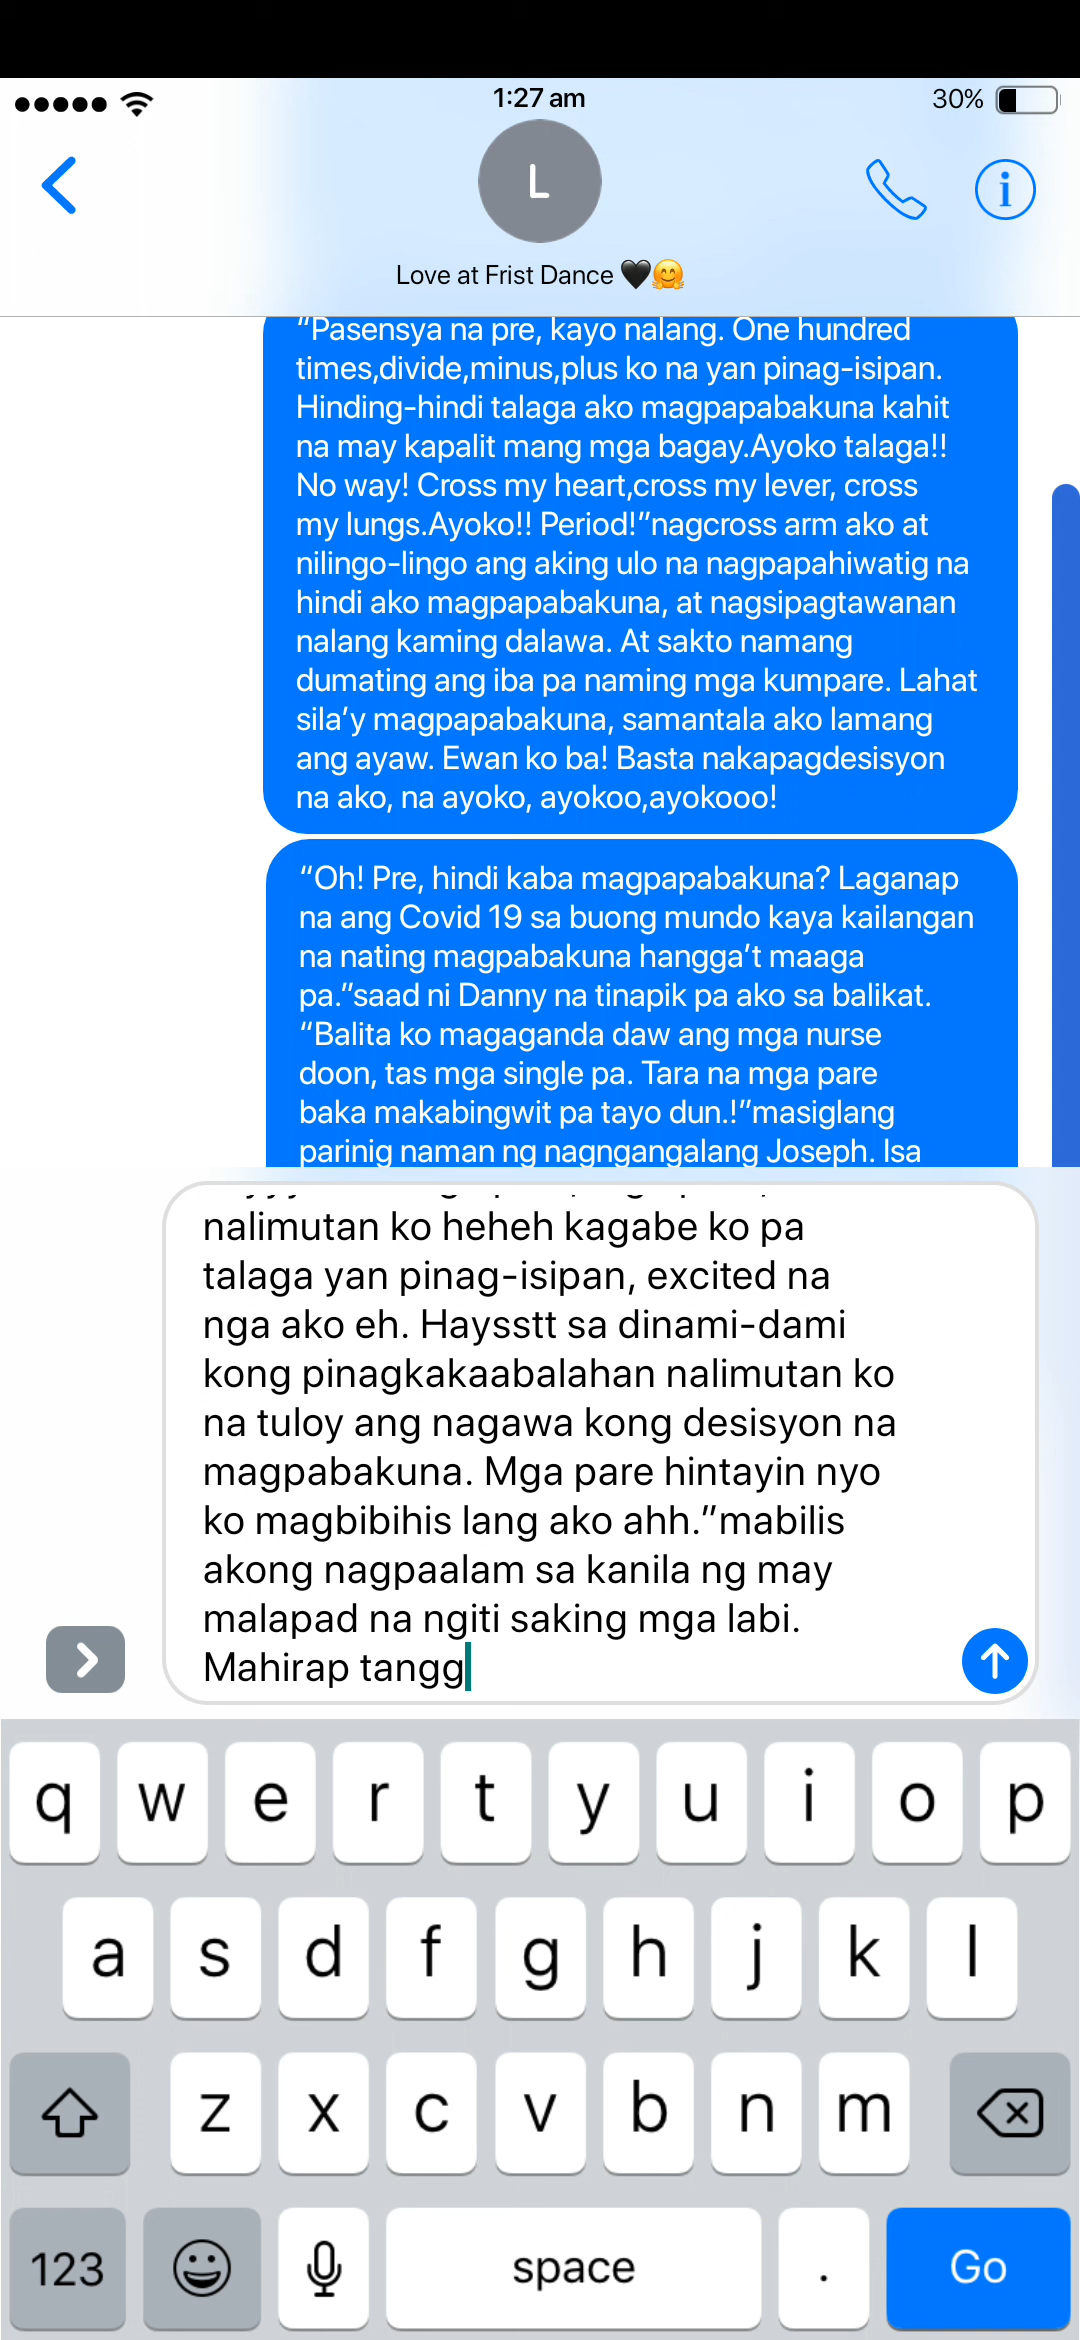 1:27 am
30%
L
Love at Frist Dance 🖤🤗
“Pasensya na pre, kayo nalang. One hundred
times,divide,minus,plus ko na yan pinag-isipan.
Hinding-hindi talaga ako magpapabakuna kahit
na may kapalit mang mga bagay.Ayoko talaga!!
No way! Cross my heart,cross my lever, cross
my lungs.Ayoko!! Period!”nagcross arm ako at
nilingo-lingo ang aking ulo na nagpapahiwatig na
hindi ako magpapabakuna, at nagsipagtawanan
nalang kaming dalawa. At sakto namang
dumating ang iba pa naming mga kumpare. Lahat
sila’y magpapabakuna, samantala ako lamang
ang ayaw. Ewan ko ba! Basta nakapagdesisyon
na ako, na ayoko, ayokoo,ayokooo!
“Oh! Pre, hindi kaba magpapabakuna? Laganap
na ang Covid 19 sa buong mundo kaya kailangan
na nating magpabakuna hangga’t maaga
pa.”saad ni Danny na tinapik pa ako sa balikat.
“Balita ko magaganda daw ang mga nurse
doon, tas mga single pa. Tara na mga pare
baka makabingwit pa tayo dun.!”masiglang
parinig naman ng nagngangalang Joseph. Isa
nalimutan ko heheh kagabe ko pa
talaga yan pinag-isipan, excited na
nga ako eh. Haysstt sa dinami-dami
kong pinagkakaabalahan nalimutan ko
na tuloy ang nagawa kong desisyon na
magpabakuna. Mga pare hintayin nyo
ko magbibihis lang ako ahh.”mabilis
akong nagpaalam sa kanila ng may
malapad na ngiti saking mga labi.
Mahirap tangg
q w e r t y u i o p
a s d f g h j k l
z x c v b n m
123 space . Go